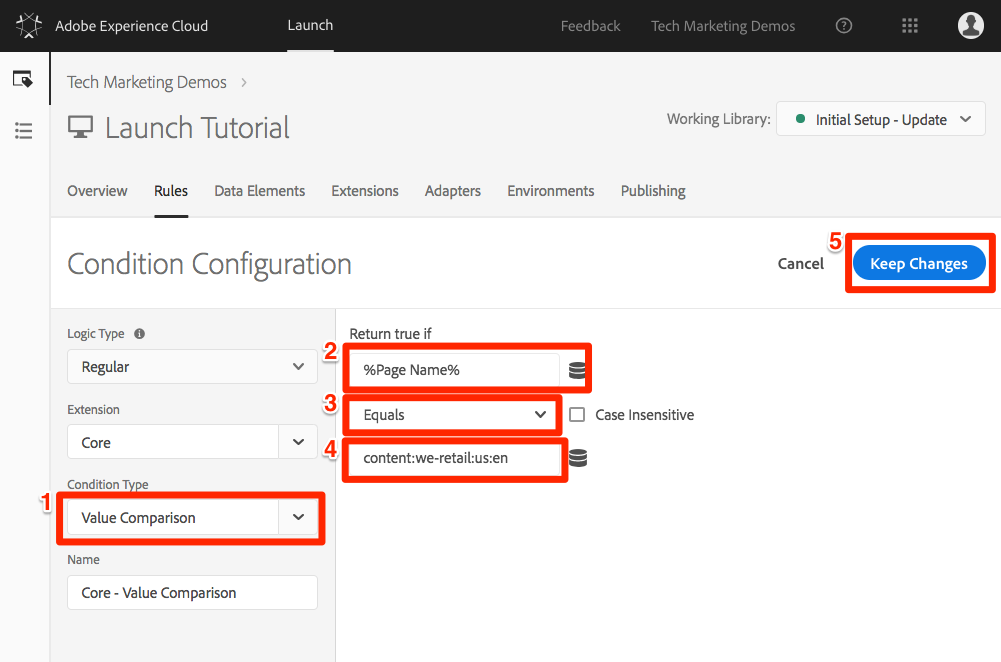 Adobe Experience Cloud Launch Feedback Tech Marketing Demos ?
Tech Marketing Demos >
Launch Tutorial
Working Library: Initial Setup - Update
Overview Rules Data Elements Extensions Adapters Environments Publishing
Condition Configuration
Cancel 5 Keep Changes
Logic Type i
Regular
Extension
Core
Condition Type
1 Value Comparison
Name
Core - Value Comparison
Return true if
2 %Page Name%
3 Equals Case Insensitive
4 content:we-retail:us:en